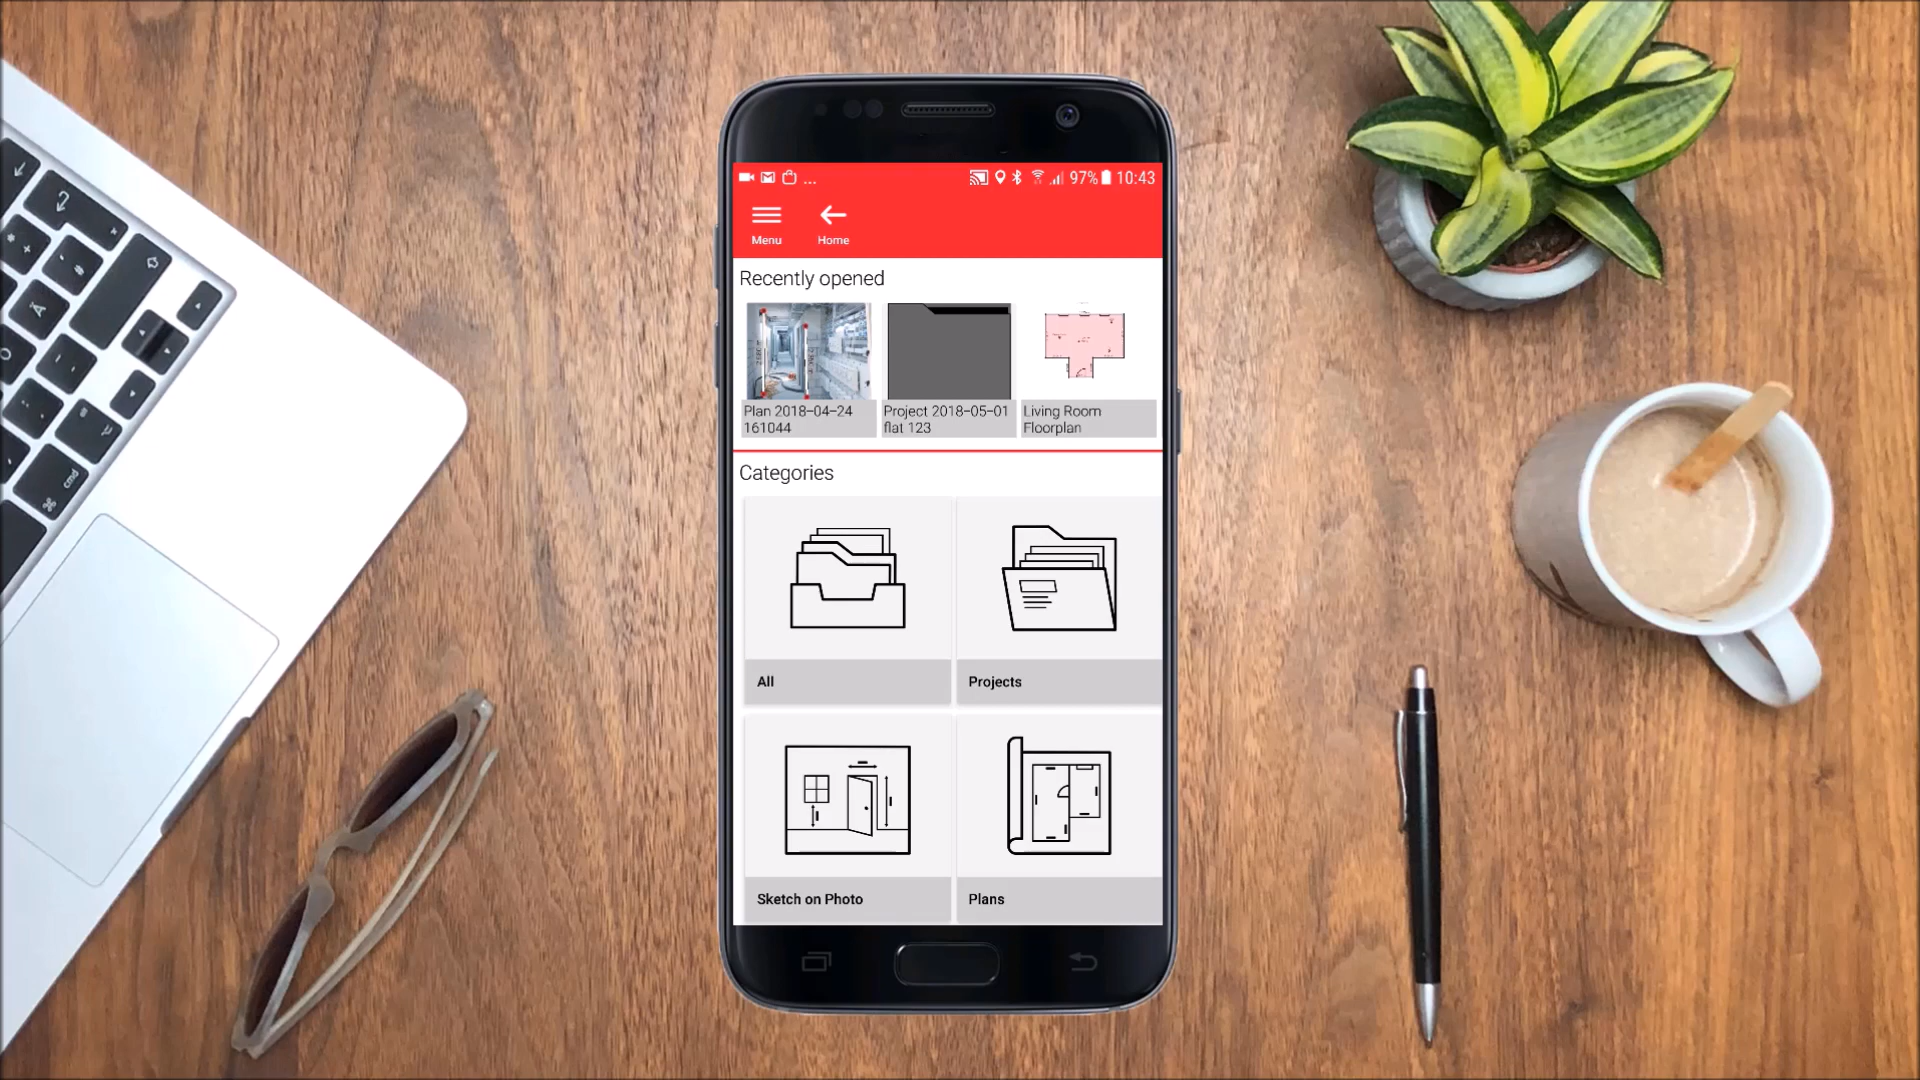 ... 97% 10:43
Menu Home
Recently opened
Plan 2018-04-24
161044
Project 2018-05-01
flat 123
Living Room
Floorplan
Categories
All
Projects
Sketch on Photo
Plans
cmd